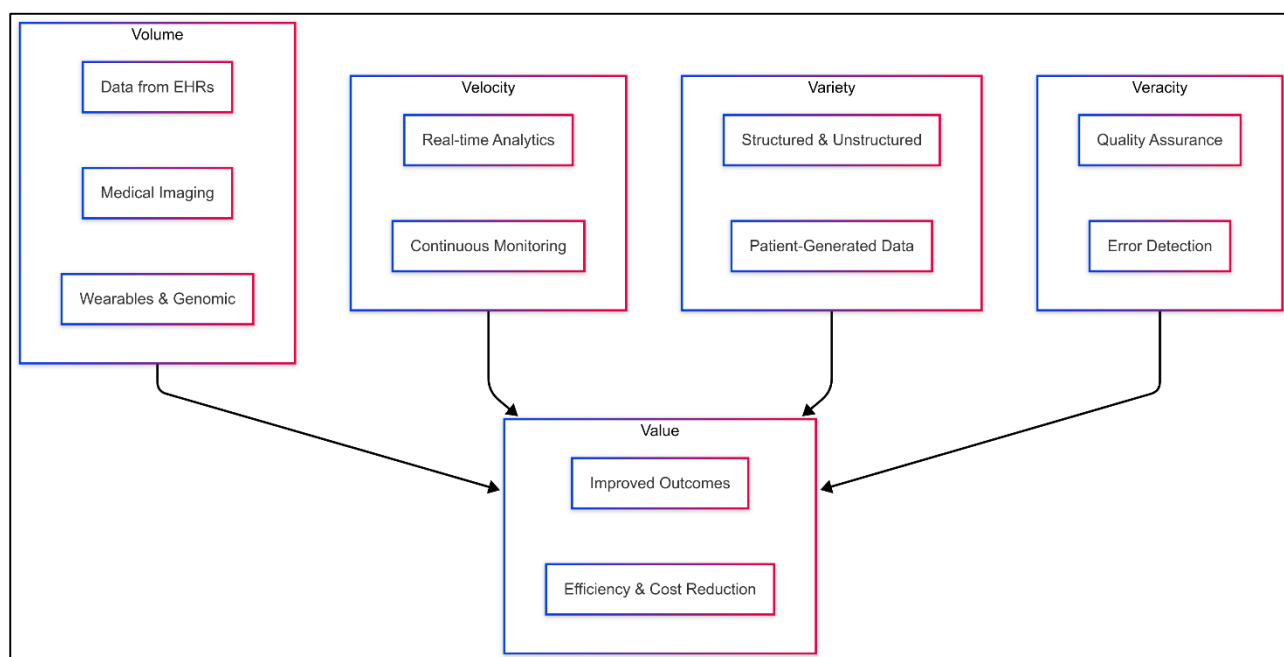 Volume
Data from EHRs
Medical Imaging
Wearables & Genomic
Velocity
Real-time Analytics
Continuous Monitoring
Variety
Structured & Unstructured
Patient-Generated Data
Veracity
Quality Assurance
Error Detection
Value
Improved Outcomes
Efficiency & Cost Reduction